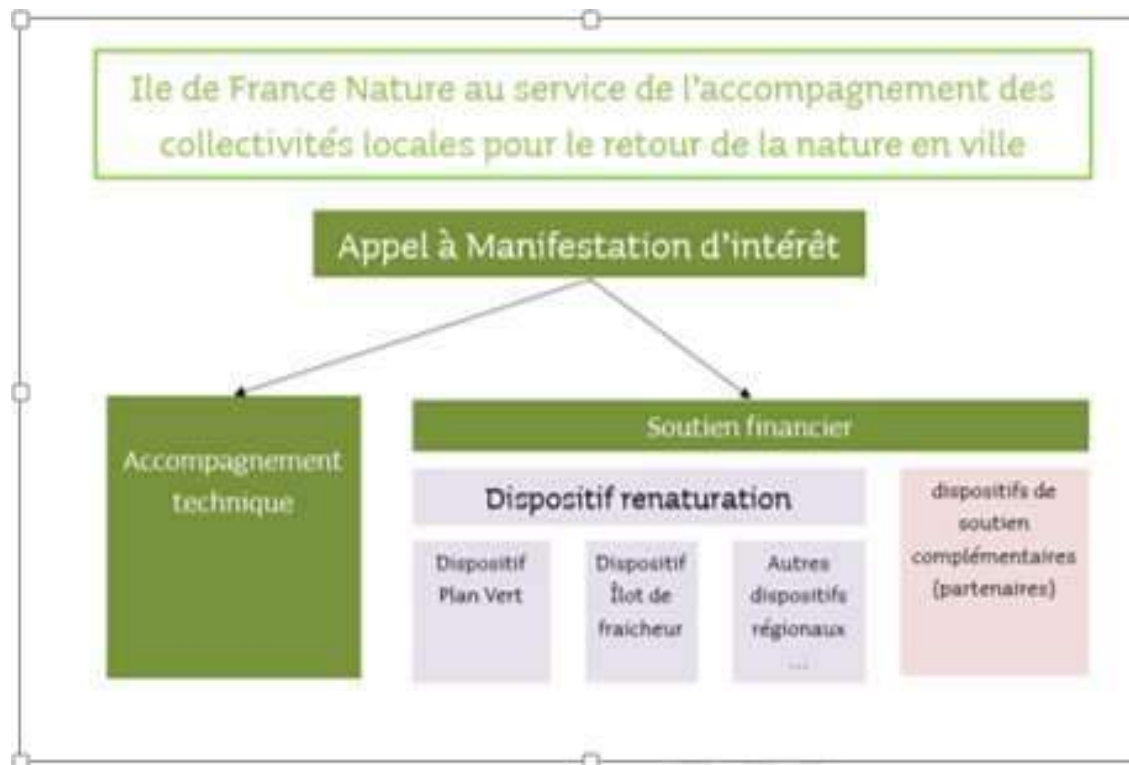 Ile de France Nature au service de l'accompagnement des
collectivités locales pour le retour de la nature en ville
Appel à Manifestation d'intérêt
Accompagnement
technique
Soutien financier
Dispositif renaturation
Dispositif
Plan Vert
Dispositif
Îlot de
fraicheur
Autres
dispositifs
régionaux
...
dispositifs de
soutien
complémentaires
(partenaires)